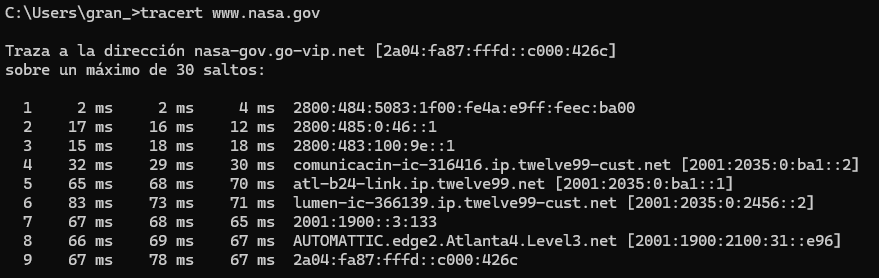 C:\Users\gran_>tracert www.nasa.gov
Traza a la dirección nasa-gov.go-vip.net [2a04:fa87:fffd::c000:426c]
sobre un máximo de 30 saltos:
1 2 ms 2 ms 4 ms 2800:484:5083:1f00:fe4a:e9ff:feec:ba00
2 17 ms 16 ms 12 ms 2800:485:0:46::1
3 15 ms 18 ms 18 ms 2800:483:100:9e::1
4 32 ms 29 ms 30 ms comunicacin-ic-316416.ip.twelve99-cust.net [2001:2035:0:ba1::2]
5 65 ms 68 ms 70 ms atl-b24-link.ip.twelve99.net [2001:2035:0:ba1::1]
6 83 ms 73 ms 71 ms lumen-ic-366139.ip.twelve99-cust.net [2001:2035:0:2456::2]
7 67 ms 68 ms 65 ms 2001:1900::3:133
8 66 ms 69 ms 67 ms AUTOMATTIC.edge2.Atlanta4.Level3.net [2001:1900:2100:31::e96]
9 67 ms 78 ms 67 ms 2a04:fa87:fffd::c000:426c